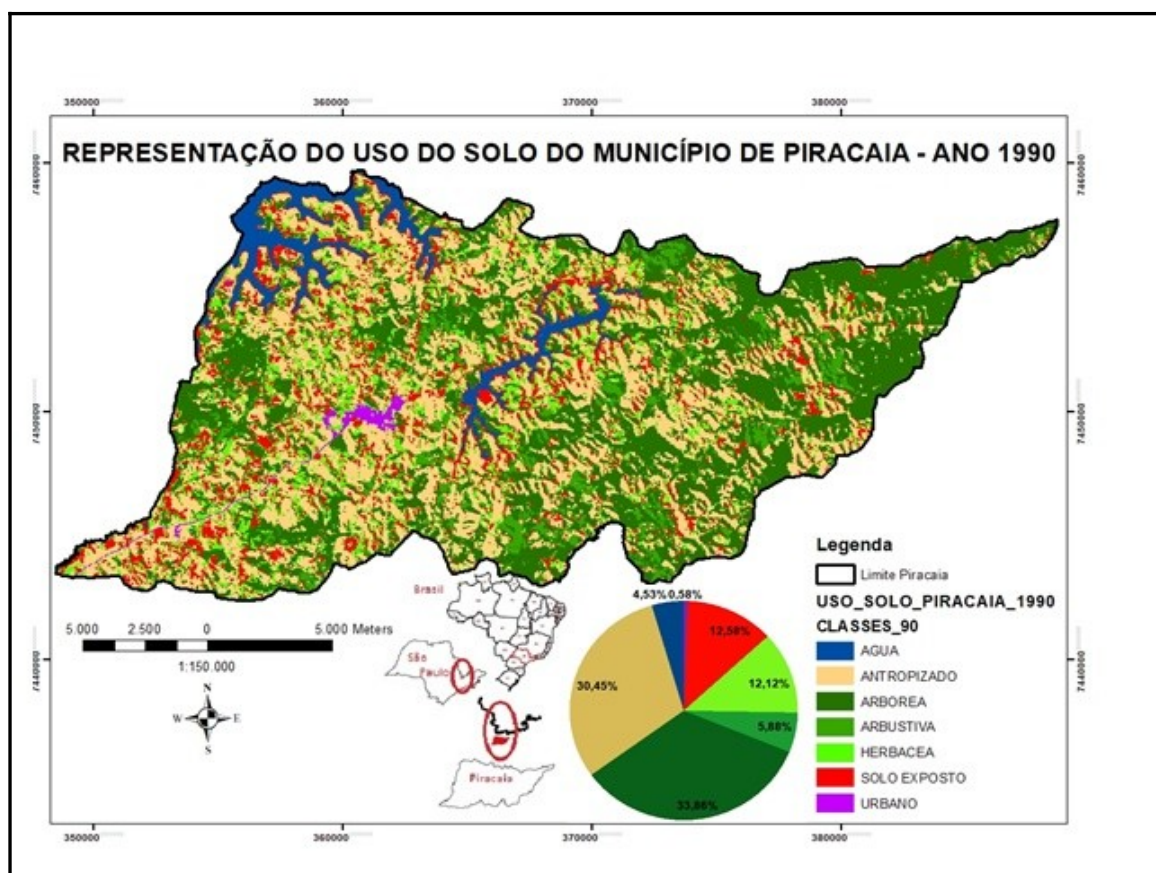 350000 360000 370000 380000
REPRESENTAÇÃO DO USO DO SOLO DO MUNICÍPIO DE PIRACAIA - ANO 1990
7460000 7460000
7450000 7450000
7440000 7440000
Legenda
Limite Piracaia
USO_SOLO_PIRACAIA_1990
CLASSES_90
AGUA
ANTROPIZADO
ARBOREA
ARBUSTIVA
HERBACEA
SOLO EXPOSTO
URBANO
5.000 2.500 0 5.000 Meters
1:150.000
N
W E
S
Brasil
São
Paulo
Piracaia
4,53% 0,58%
12,58%
12,12%
5,88%
33,86%
30,45%
350000 360000 370000 380000